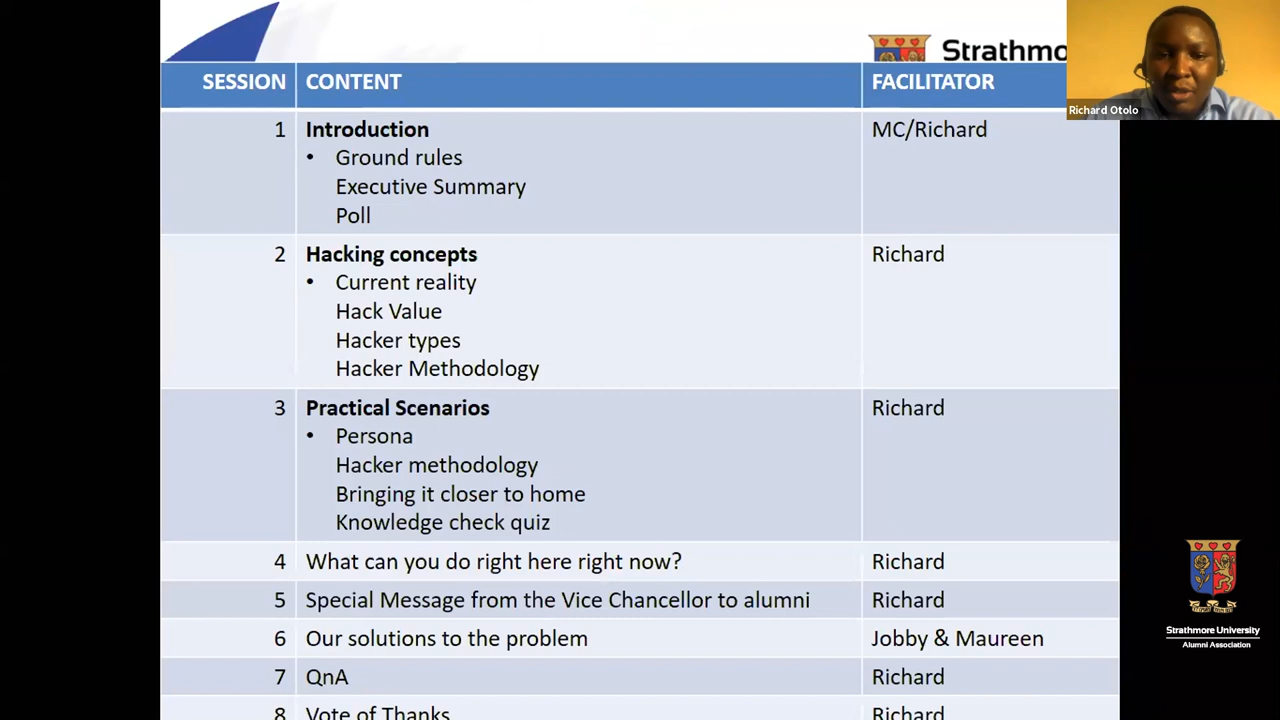 Strathmo
Richard Otolo
SESSION CONTENT FACILITATOR
1 Introduction MC/Richard
• Ground rules
Executive Summary
Poll
2 Hacking concepts Richard
• Current reality
Hack Value
Hacker types
Hacker Methodology
3 Practical Scenarios Richard
• Persona
Hacker methodology
Bringing it closer to home
Knowledge check quiz
4 What can you do right here right now? Richard
5 Special Message from the Vice Chancellor to alumni Richard
6 Our solutions to the problem Jobby & Maureen
7 QnA Richard
8 Vote of Thanks Richard
Strathmore University
Alumni Association